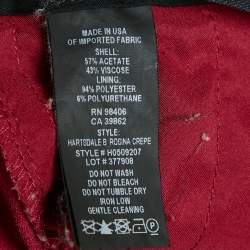 MADE IN USA
OF IMPORTED FABRIC
SHELL:
57% ACETATE
43% VISCOSE
LINING:
94% POLYESTER
6% POLYURETHANE
RN 98406
CA 39862
STYLE:
HARTSDALE B. ROSINA CREPE
STYLE # H0509207
LOT # 377908
DO NOT WASH
DO NOT BLEACH
DO NOT TUMBLE DRY
IRON LOW
GENTLE CLEANING